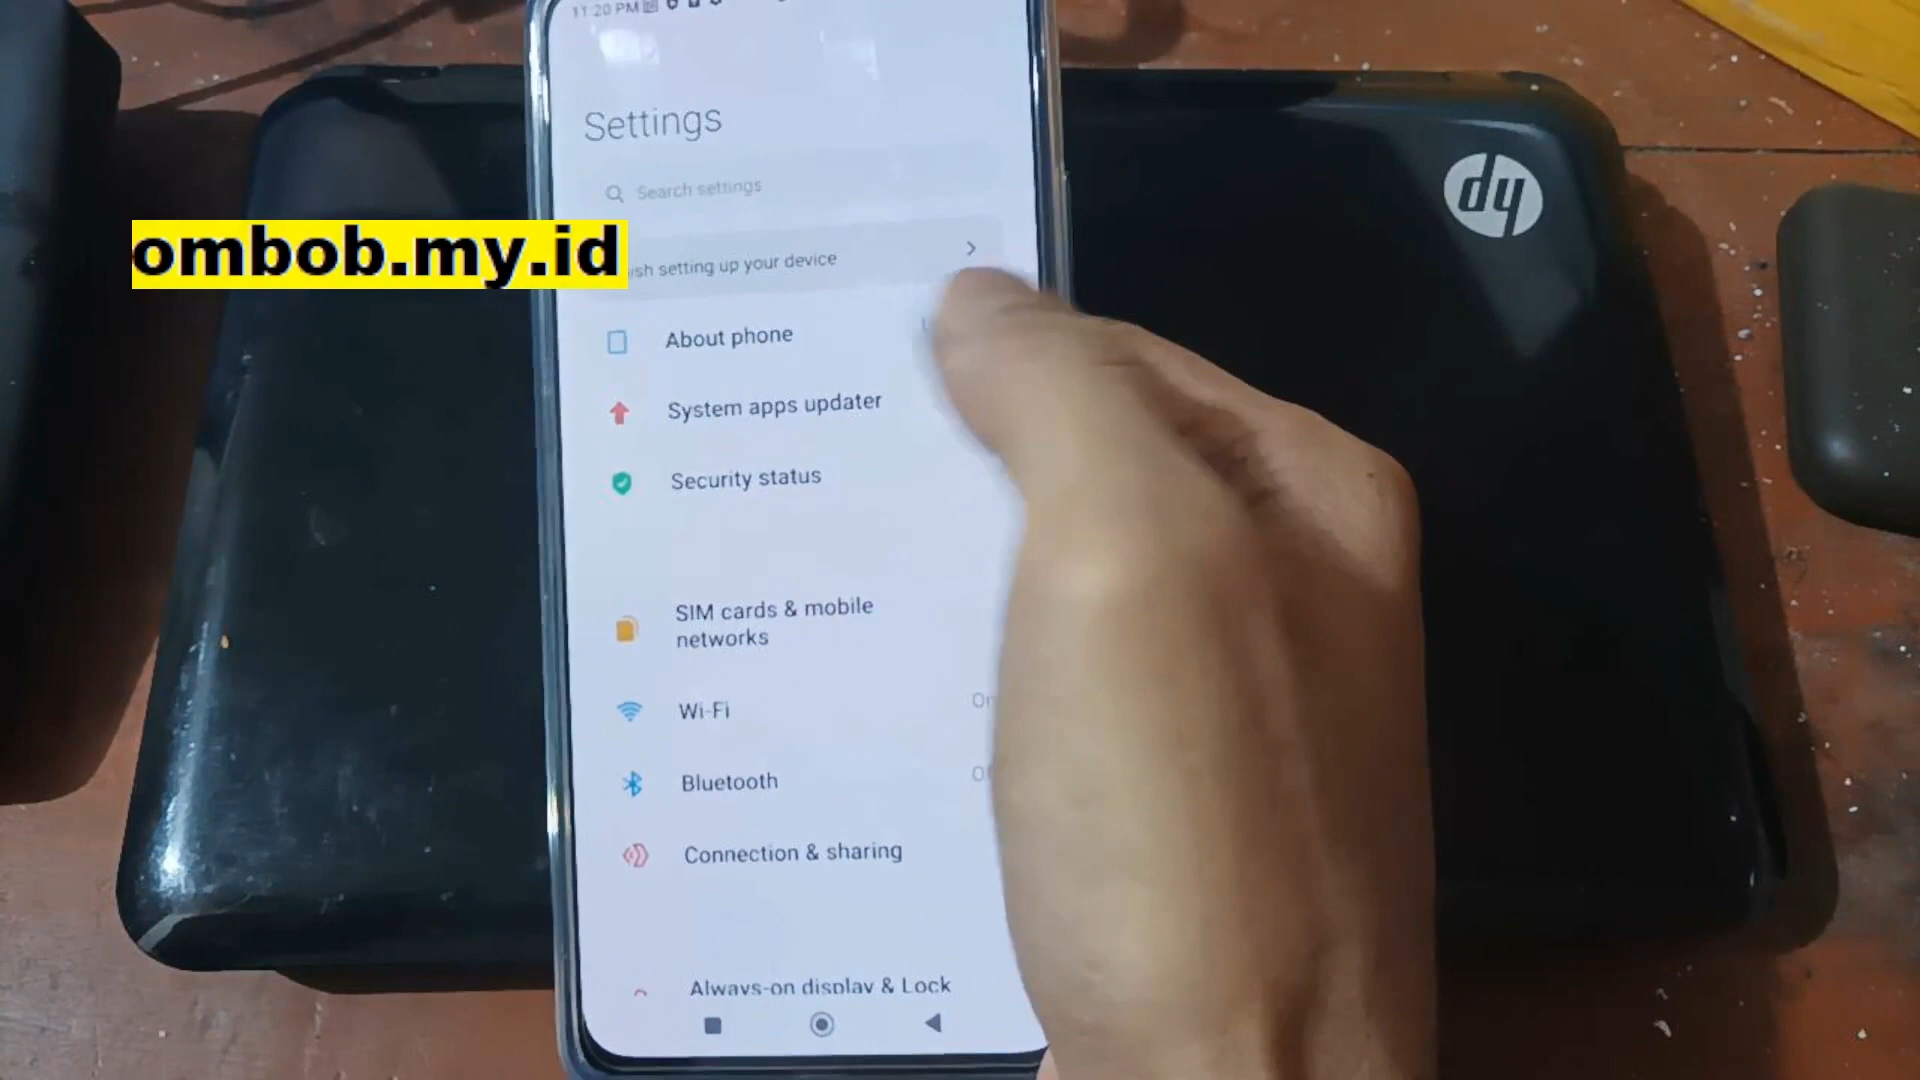 11:20 PM
Settings
Search settings
ombob.my.id
setting up your device
About phone
System apps updater
Security status
SIM cards & mobile
networks
Wi-Fi
Bluetooth
Connection & sharing
Always-on display & Lock
hp